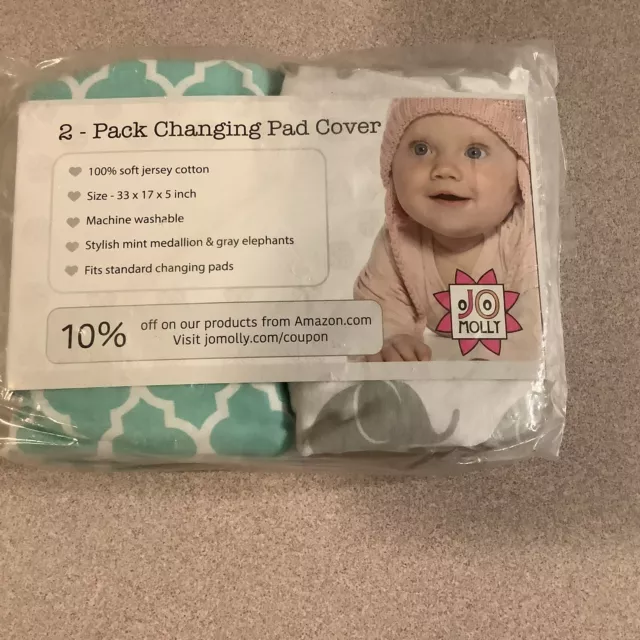 2 - Pack Changing Pad Cover
100% soft jersey cotton
Size - 33 x 17 x 5 inch
Machine washable
Stylish mint medallion & gray elephants
Fits standard changing pads
10%
off on our products from Amazon.com
Visit jomolly.com/coupon
JO
MOLLY